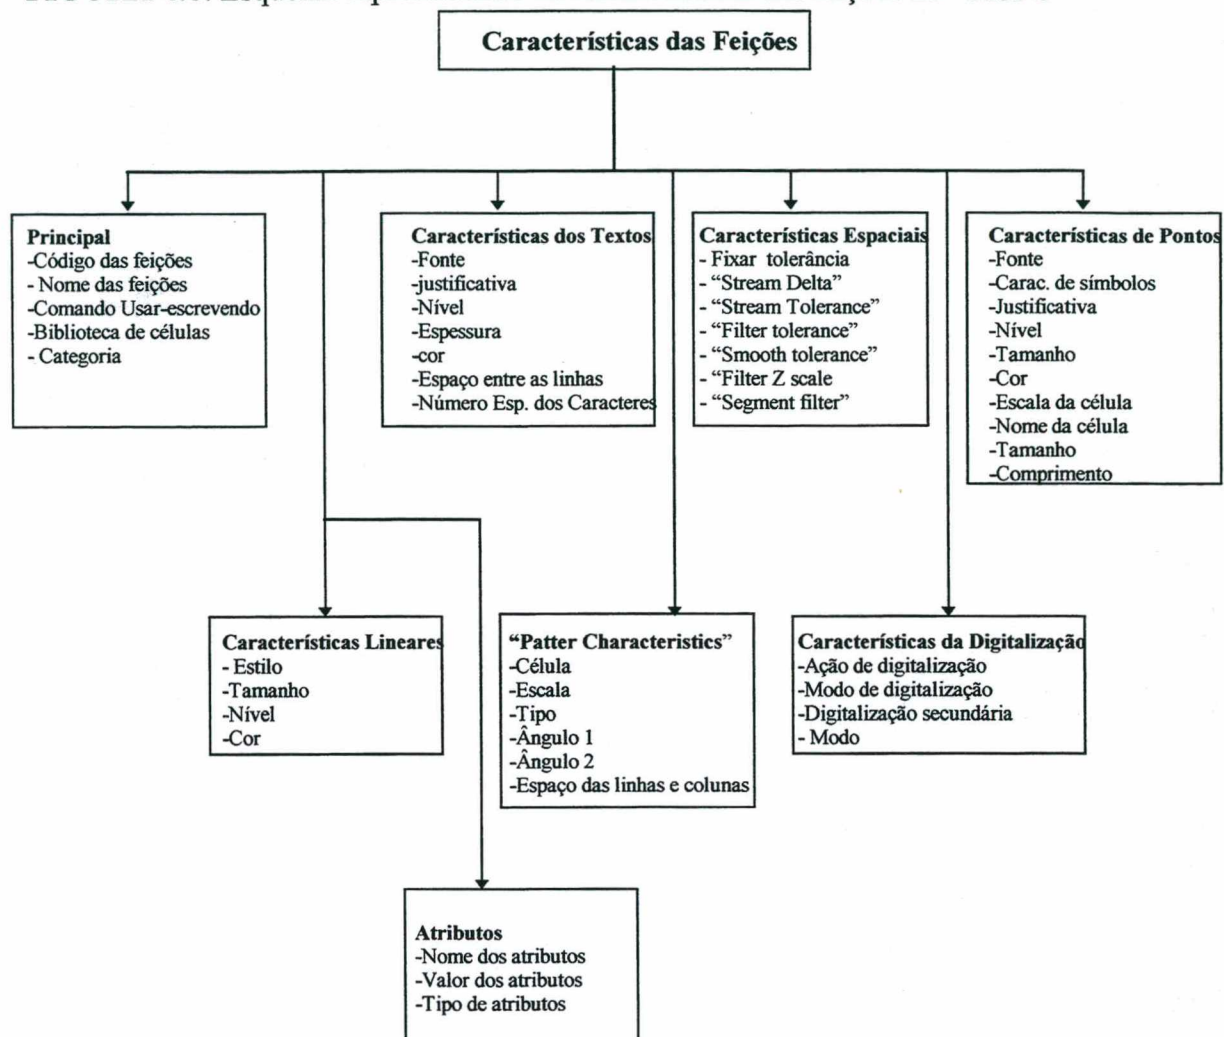 Características das Feições
Principal
-Código das feições
- Nome das feições
-Comando Usar-escrevendo
-Biblioteca de células
- Categoria
Características dos Textos
-Fonte
-justificativa
-Nível
-Espessura
-cor
-Espaço entre as linhas
-Número Esp. dos Caracteres
Características Espaciais
- Fixar tolerância
- “Stream Delta”
- “Stream Tolerance”
- “Filter tolerance”
- “Smooth tolerance”
- “Filter Z scale
- “Segment filter”
Características de Pontos
-Fonte
-Carac. de símbolos
-Justificativa
-Nível
-Tamanho
-Cor
-Escala da célula
-Nome da célula
-Tamanho
-Comprimento
Características Lineares
- Estilo
-Tamanho
-Nível
-Cor
“Patter Characteristics”
-Célula
-Escala
-Tipo
-Ângulo 1
-Ângulo 2
-Espaço das linhas e colunas
Características da Digitalização
-Ação de digitalização
-Modo de digitalização
-Digitalização secundária
- Modo
Atributos
-Nome dos atributos
-Valor dos atributos
-Tipo de atributos